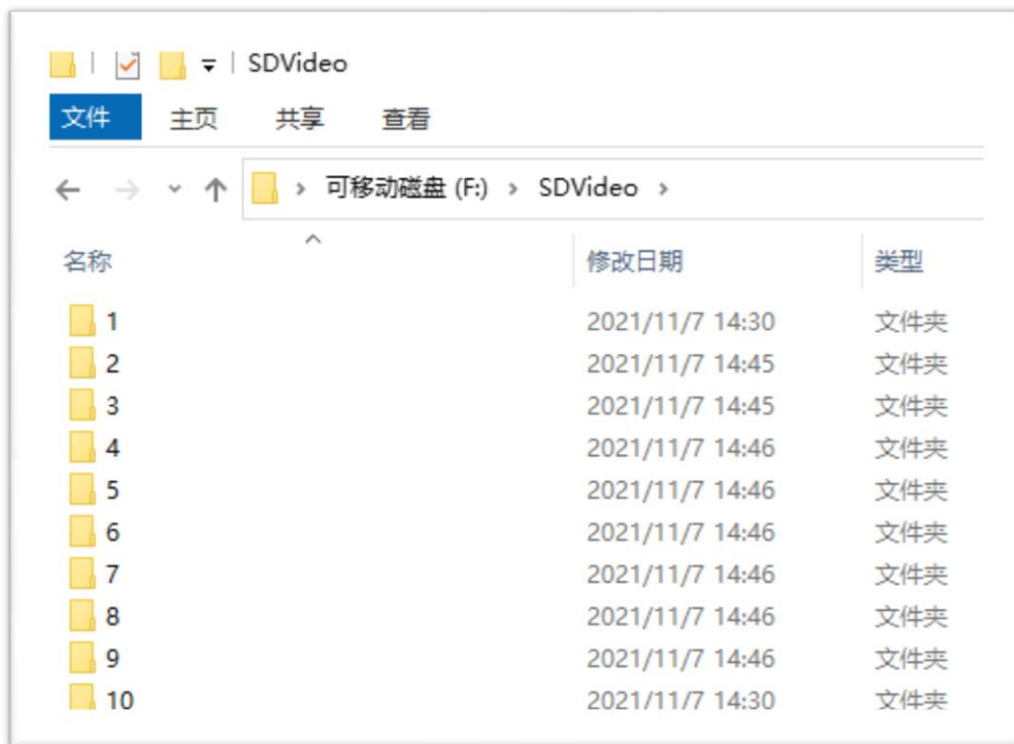 SDVideo
文件 主页 共享 查看
可移动磁盘 (F:) SDVideo
名称 修改日期 类型
1 2021/11/7 14:30 文件夹
2 2021/11/7 14:45 文件夹
3 2021/11/7 14:45 文件夹
4 2021/11/7 14:46 文件夹
5 2021/11/7 14:46 文件夹
6 2021/11/7 14:46 文件夹
7 2021/11/7 14:46 文件夹
8 2021/11/7 14:46 文件夹
9 2021/11/7 14:46 文件夹
10 2021/11/7 14:30 文件夹